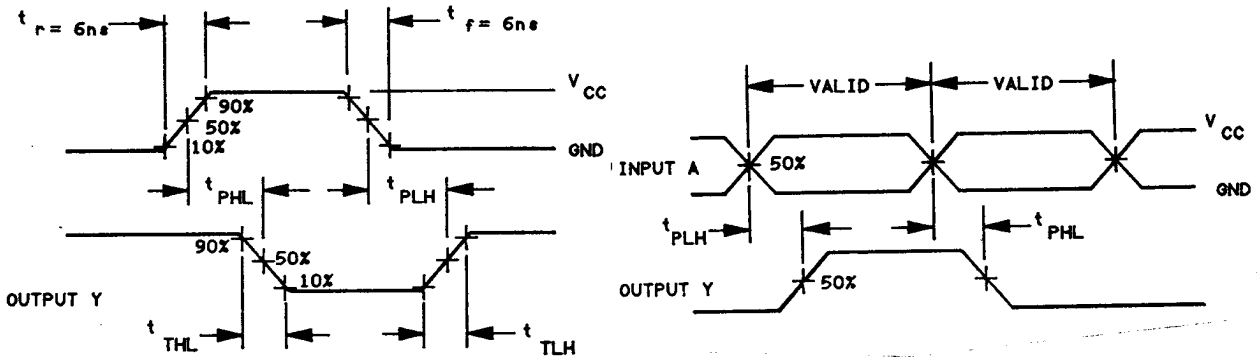 t r = 6ns
t f = 6ns
V CC
90%
50%
10%
GND
t PHL
t PLH
90%
50%
10%
OUTPUT Y
t THL
t TLH
VALID
VALID
V CC
INPUT A
50%
GND
t PLH
t PHL
50%
OUTPUT Y